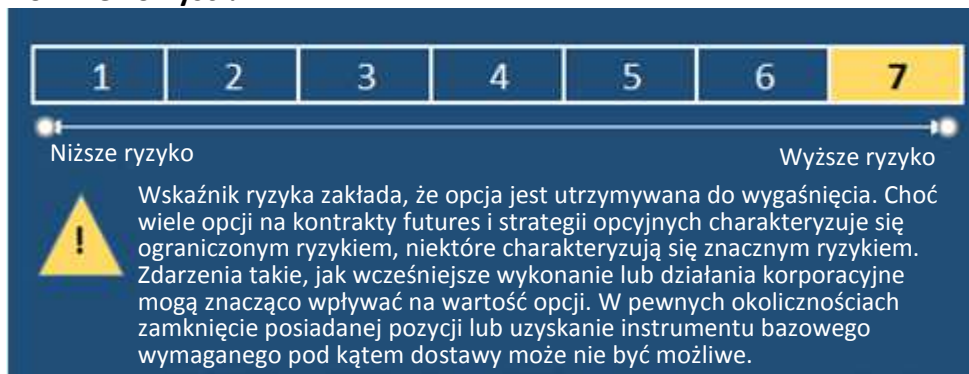 1 2 3 4 5 6 7
Niższe ryzyko Wyższe ryzyko
! Wskaźnik ryzyka zakłada, że opcja jest utrzymywana do wygaśnięcia. Choć
wiele opcji na kontrakty futures i strategii opcyjnych charakteryzuje się
ograniczonym ryzykiem, niektóre charakteryzują się znacznym ryzykiem.
Zdarzenia takie, jak wcześniejsze wykonanie lub działania korporacyjne
mogą znacząco wpływać na wartość opcji. W pewnych okolicznościach
zamknięcie posiadanej pozycji lub uzyskanie instrumentu bazowego
wymaganego pod kątem dostawy może nie być możliwe.